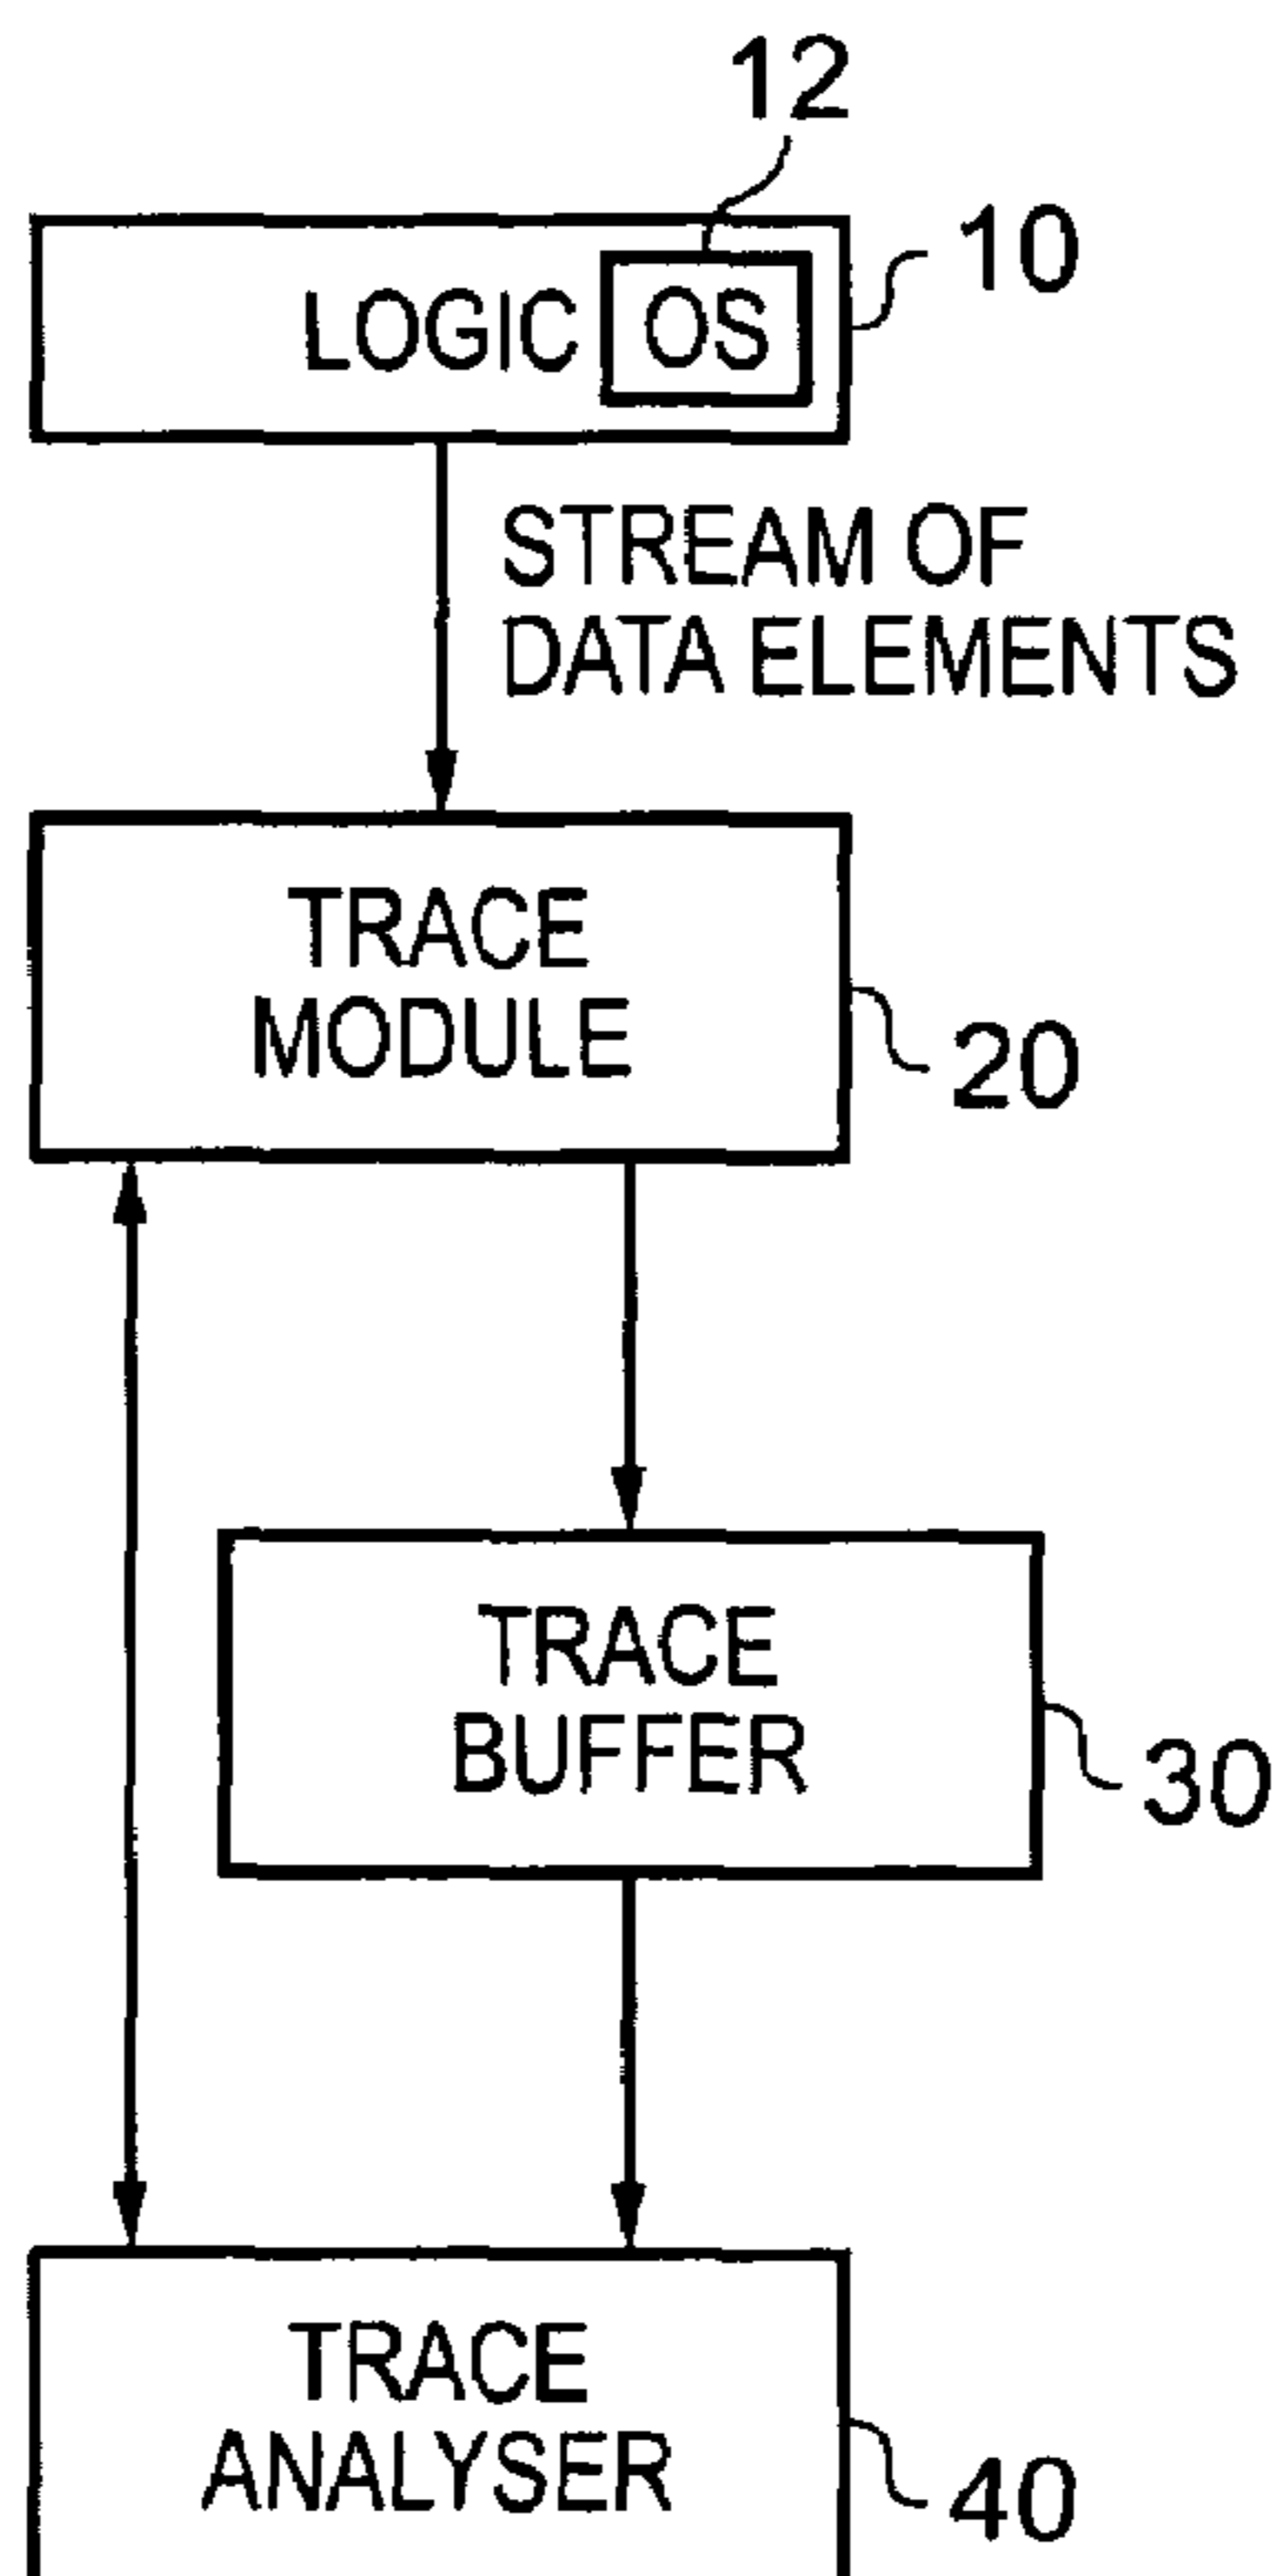 12
10
LOGIC OS
STREAM OF
DATA ELEMENTS
TRACE
MODULE
20
TRACE
BUFFER
30
TRACE
ANALYSER
40